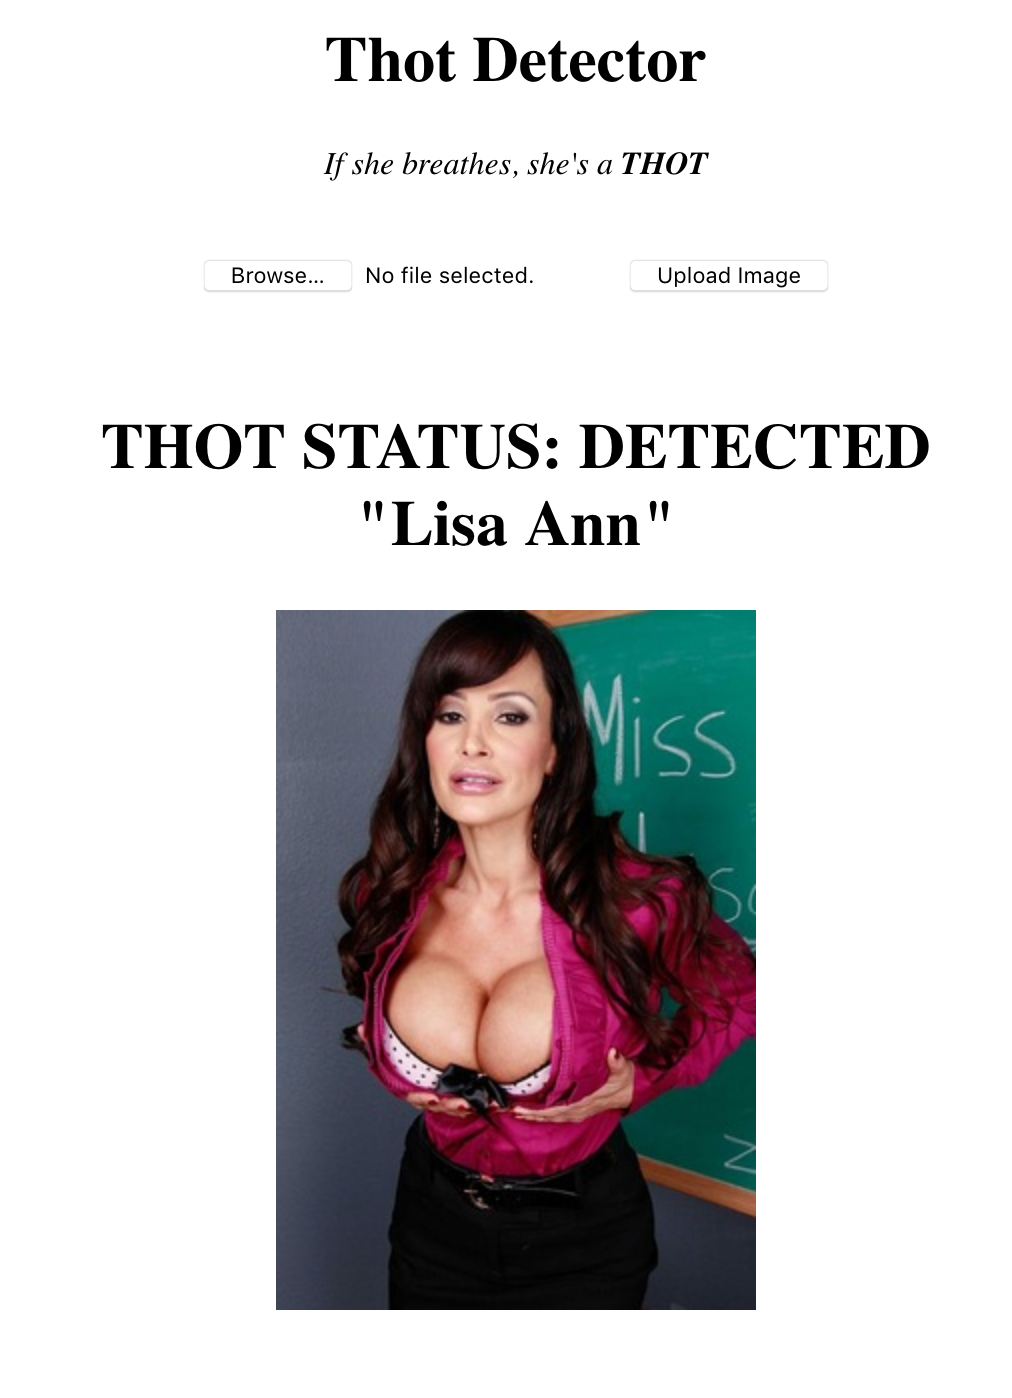 Thot Detector
If she breathes, she's a THOT
Browse... No file selected. Upload Image
THOT STATUS: DETECTED
"Lisa Ann"
Miss